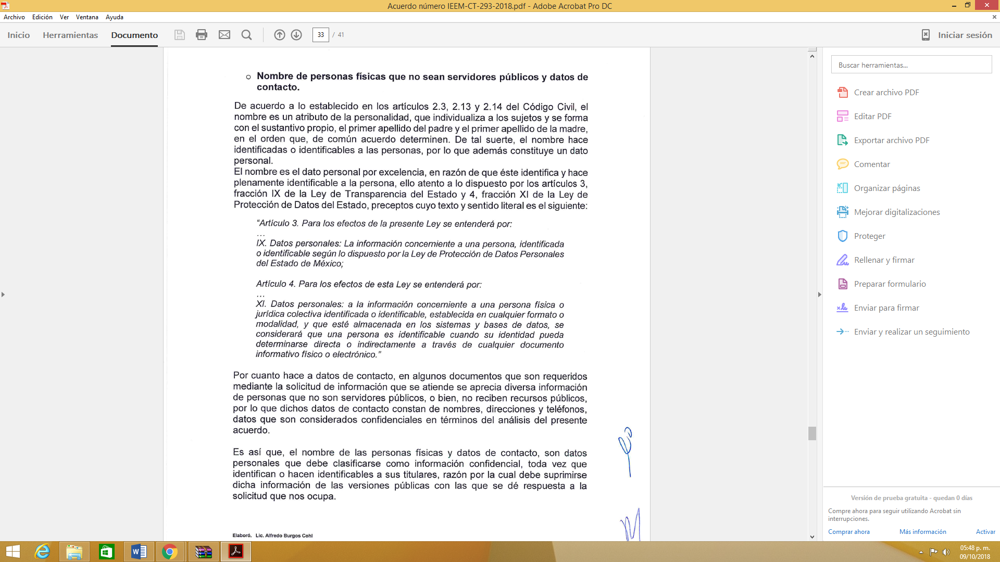 Acuerdo número IEEM-CT-293-2018.pdf - Adobe Acrobat Pro DC
Archivo Edición Ver Ventana Ayuda
Inicio Herramientas Documento 33 / 41 Iniciar sesión
o Nombre de personas físicas que no sean servidores públicos y datos de
contacto.
De acuerdo a lo establecido en los artículos 2.3, 2.13 y 2.14 del Código Civil, el
nombre es un atributo de la personalidad, que individualiza a los sujetos y se forma
con el sustantivo propio, el primer apellido del padre y el primer apellido de la madre,
en el orden que, de común acuerdo determinen. De tal suerte, el nombre hace
identificadas o identificables a las personas, por lo que además constituye un dato
personal.
El nombre es el dato personal por excelencia, en razón de que éste identifica y hace
plenamente identificable a la persona, ello atento a lo dispuesto por los artículos 3,
fracción IX de la Ley de Transparencia del Estado y 4, fracción XI de la Ley de
Protección de Datos del Estado, preceptos cuyo texto y sentido literal es el siguiente:
“Artículo 3. Para los efectos de la presente Ley se entenderá por:
…
IX. Datos personales: La información concerniente a una persona, identificada
o identificable según lo dispuesto por la Ley de Protección de Datos Personales
del Estado de México;
Artículo 4. Para los efectos de esta Ley se entenderá por:
…
XI. Datos personales: a la información concerniente a una persona física o
jurídica colectiva identificada o identificable, establecida en cualquier formato o
modalidad, y que esté almacenada en los sistemas y bases de datos, se
considerará que una persona es identificable cuando su identidad pueda
determinarse directa o indirectamente a través de cualquier documento
informativo físico o electrónico.”
Por cuanto hace a datos de contacto, en algunos documentos que son requeridos
mediante la solicitud de información que se atiende se aprecia diversa información
de personas que no son servidores públicos, o bien, no reciben recursos públicos,
por lo que dichos datos de contacto constan de nombres, direcciones y teléfonos,
datos que son considerados confidenciales en términos del análisis del presente
acuerdo.
Es así que, el nombre de las personas físicas y datos de contacto, son datos
personales que debe clasificarse como información confidencial, toda vez que
identifican o hacen identificables a sus titulares, razón por la cual debe suprimirse
dicha información de las versiones públicas con las que se dé respuesta a la
solicitud que nos ocupa.
Elaboró. Lic. Alfredo Burgos Cohl
Buscar herramientas...
Crear archivo PDF
Editar PDF
Exportar archivo PDF
Comentar
Organizar páginas
Mejorar digitalizaciones
Proteger
Rellenar y firmar
Preparar formulario
Enviar para firmar
Enviar y realizar un seguimiento
Versión de prueba gratuita - quedan 0 días
Compre ahora para seguir utilizando Acrobat sin
interrupciones.
Comprar ahora Más información Activar
05:48 p. m.
09/10/2018